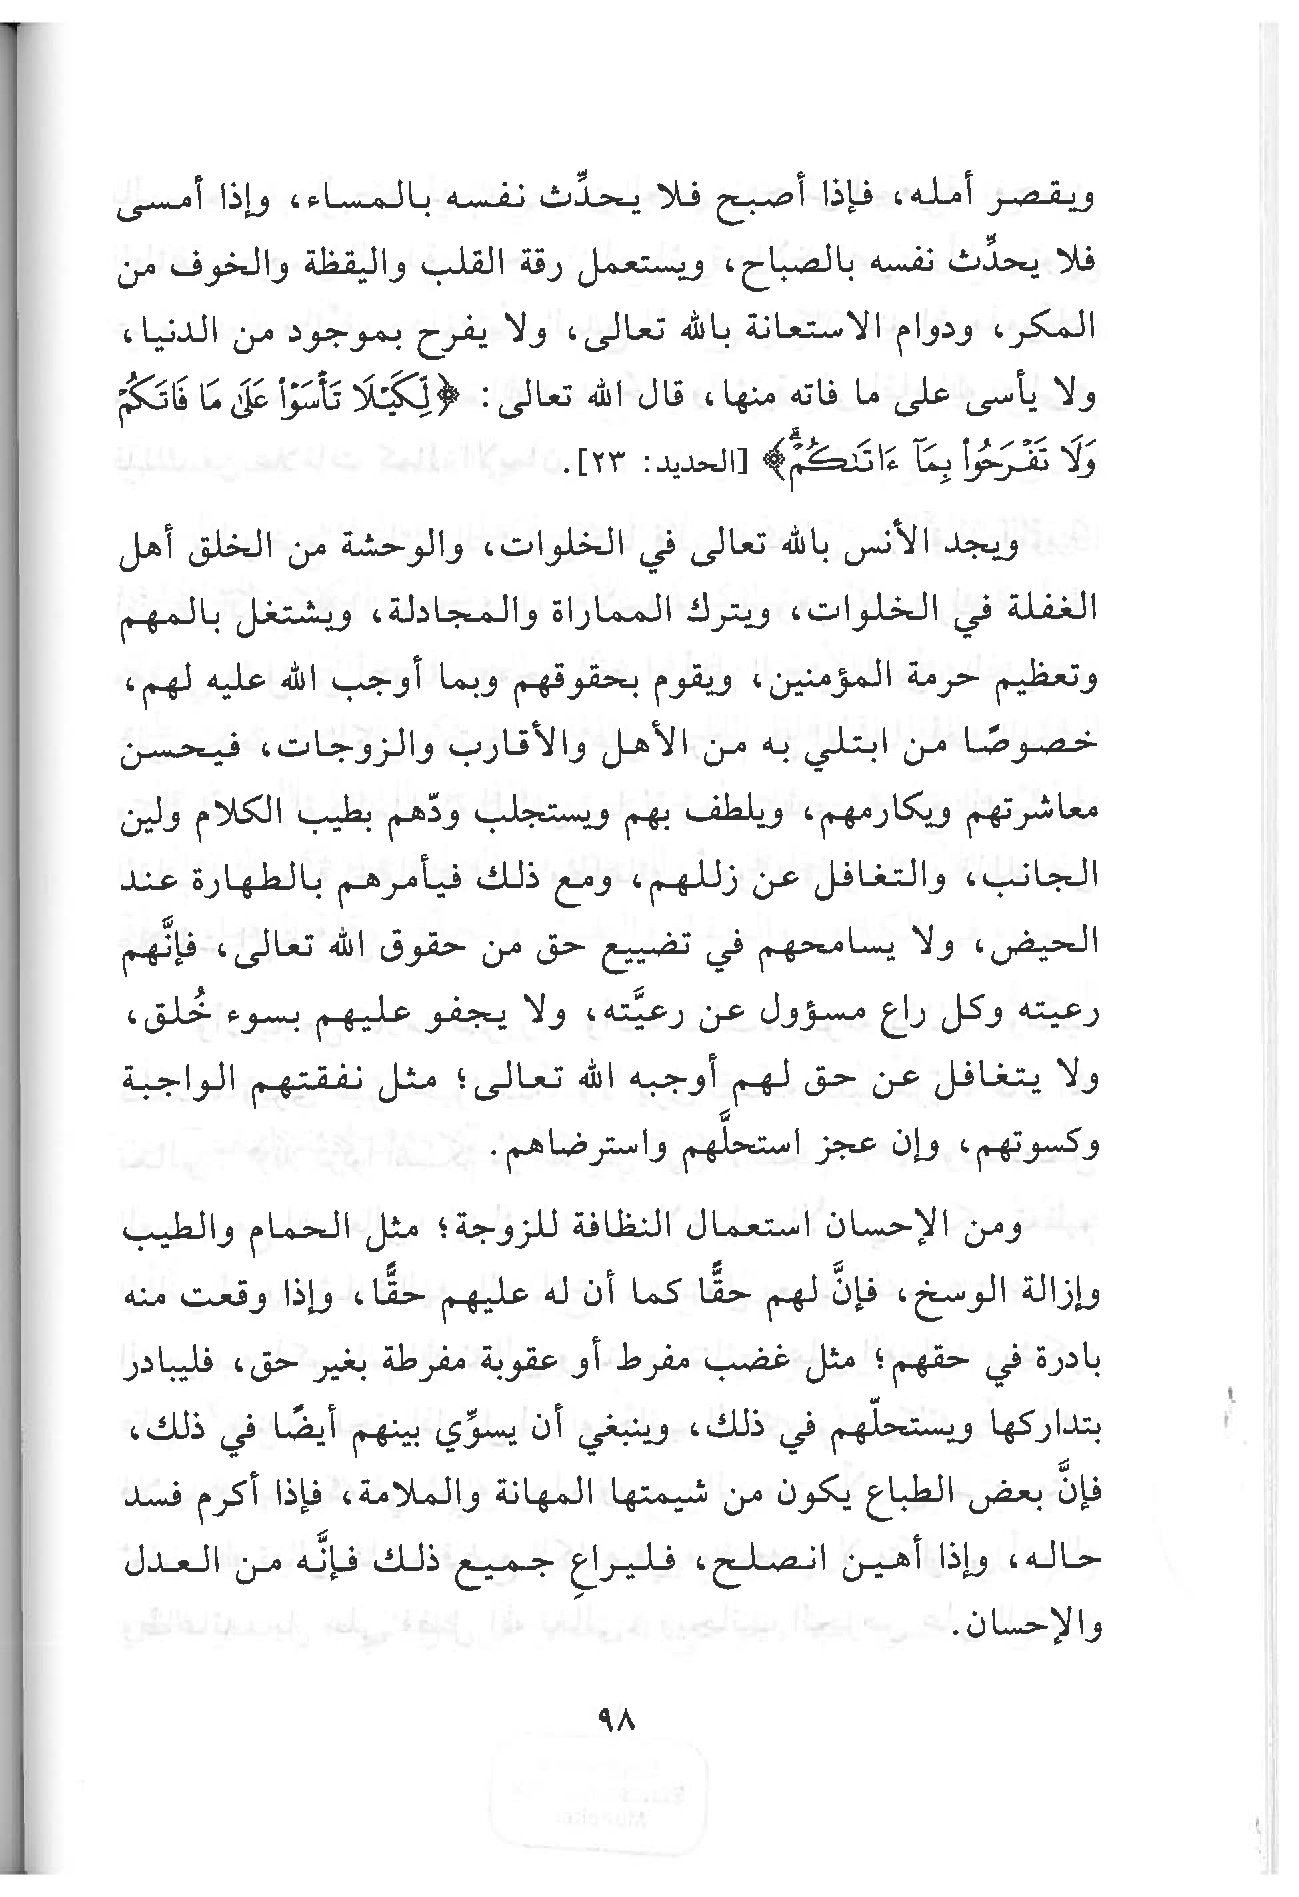 ويقصر أمله، فإذا أصبح فلا يحدِّث نفسه بالمساء، وإذا أمسى
فلا يحدِّث نفسه بالصباح، ويستعمل رقة القلب واليقظة والخوف من
المكر، ودوام الاستعانة بالله تعالى، ولا يفرح بموجود من الدنيا،
ولا يأسى على ما فاته منها، قال الله تعالى: ﴿لِّكَيْلَا تَأْسَوْا۟ عَلَىٰ مَا فَاتَكُمْ
وَلَا تَفْرَحُوا۟ بِمَآ ءَاتَىٰكُمْ ۗ﴾ [الحديد: ٢٣].
ويجد الأنس بالله تعالى في الخلوات، والوحشة من الخلق أهل
الغفلة في الخلوات، ويترك المماراة والمجادلة، ويشتغل بالمهم
وتعظيم حرمة المؤمنين، ويقوم بحقوقهم وبما أوجب الله عليه لهم،
خصوصًا من ابتلي به من الأهل والأقارب والزوجات، فيحسن
معاشرتهم ويكارمهم، ويلطف بهم ويستجلب ودّهم بطيب الكلام ولين
الجانب، والتغافل عن زللهم، ومع ذلك فيأمرهم بالطهارة عند
الحيض، ولا يسامحهم في تضييع حق من حقوق الله تعالى، فإنَّهم
رعيته وكل راع مسؤول عن رعيَّته، ولا يجفو عليهم بسوء خُلق،
ولا يتغافل عن حق لهم أوجبه الله تعالى؛ مثل نفقتهم الواجبة
وكسوتهم، وإن عجز استحلَّهم واسترضاهم.
ومن الإحسان استعمال النظافة للزوجة؛ مثل الحمام والطيب
وإزالة الوسخ، فإنَّ لهم حقًّا كما أن له عليهم حقًّا، وإذا وقعت منه
بادرة في حقهم؛ مثل غضب مفرط أو عقوبة مفرطة بغير حق، فليبادر
بتداركها ويستحلّهم في ذلك، وينبغي أن يسوِّي بينهم أيضًا في ذلك،
فإنَّ بعض الطباع يكون من شيمتها المهانة والملامة، فإذا أكرم فسد
حاله، وإذا أهين انصلح، فليراعِ جميع ذلك فإنَّه من العدل
والإحسان.
٩٨